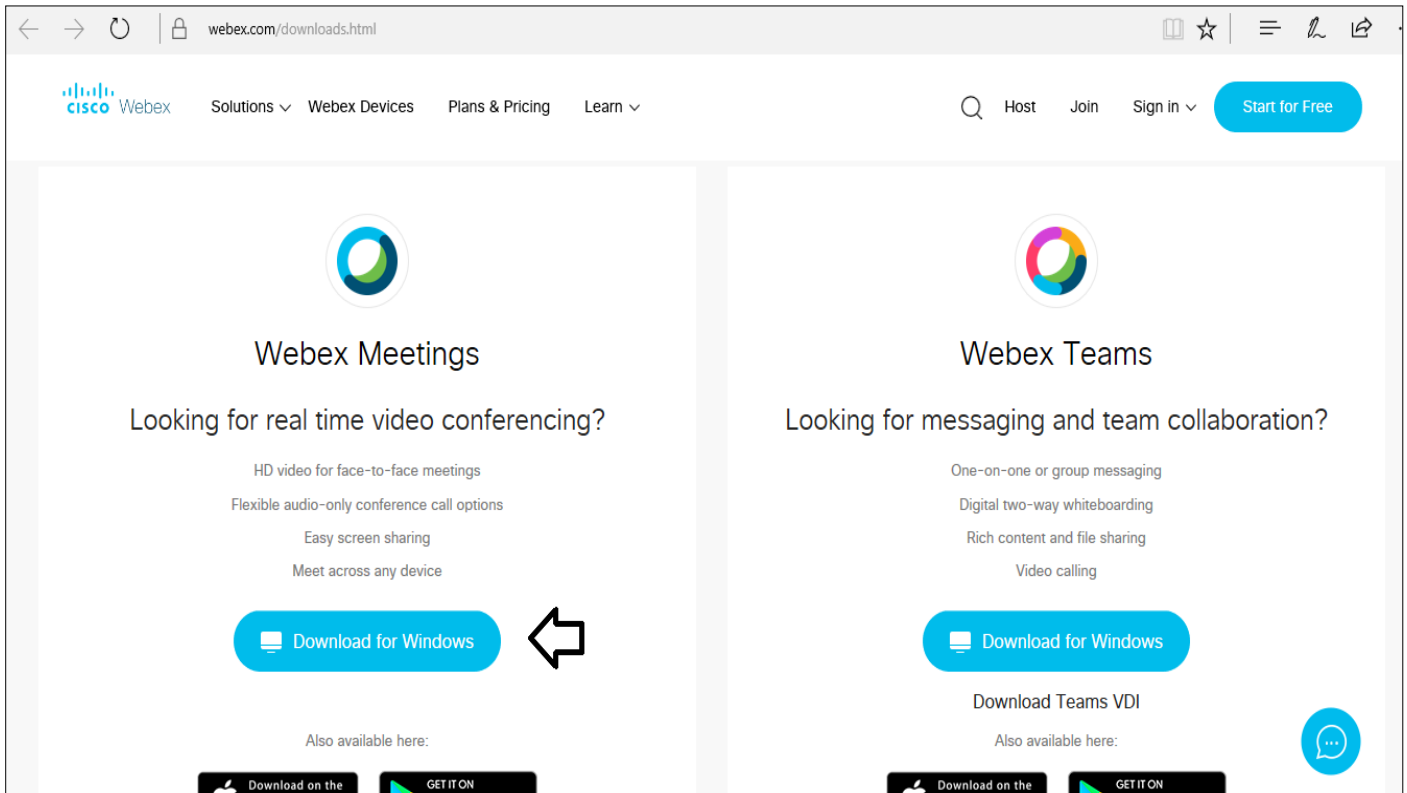 webex.com/downloads.html
CISCO Webex
Solutions
Webex Devices
Plans & Pricing
Learn
Host
Join
Sign in
Start for Free
Webex Meetings
Looking for real time video conferencing?
HD video for face-to-face meetings
Flexible audio-only conference call options
Easy screen sharing
Meet across any device
Download for Windows
Also available here:
Download on the
GET IT ON
Webex Teams
Looking for messaging and team collaboration?
One-on-one or group messaging
Digital two-way whiteboarding
Rich content and file sharing
Video calling
Download for Windows
Download Teams VDI
Also available here:
Download on the
GET IT ON